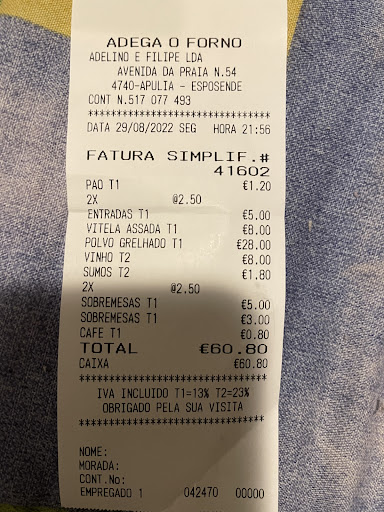 ADEGA O FORNO
ADELINO E FILIPE LDA
AVENIDA DA PRAIA N.54
4740-APULIA - ESPOSENDE
CONT N.517 077 493
********************************
DATA 29/08/2022 SEG HORA 21:56
FATURA SIMPLIF.#
41602
PAO T1 €1.20
2X @2.50
ENTRADAS T1 €5.00
VITELA ASSADA T1 €8.00
POLVO GRELHADO T1 €28.00
VINHO T2 €8.00
SUMOS T2 €1.80
2X @2.50
SOBREMESAS T1 €5.00
SOBREMESAS T1 €3.00
CAFE T1 €0.80
TOTAL €60.80
CAIXA €60.80
********************************
IVA INCLUIDO T1=13% T2=23%
OBRIGADO PELA SUA VISITA
********************************
NOME:
MORADA:
CONT.No:
EMPREGADO 1 042470 00000